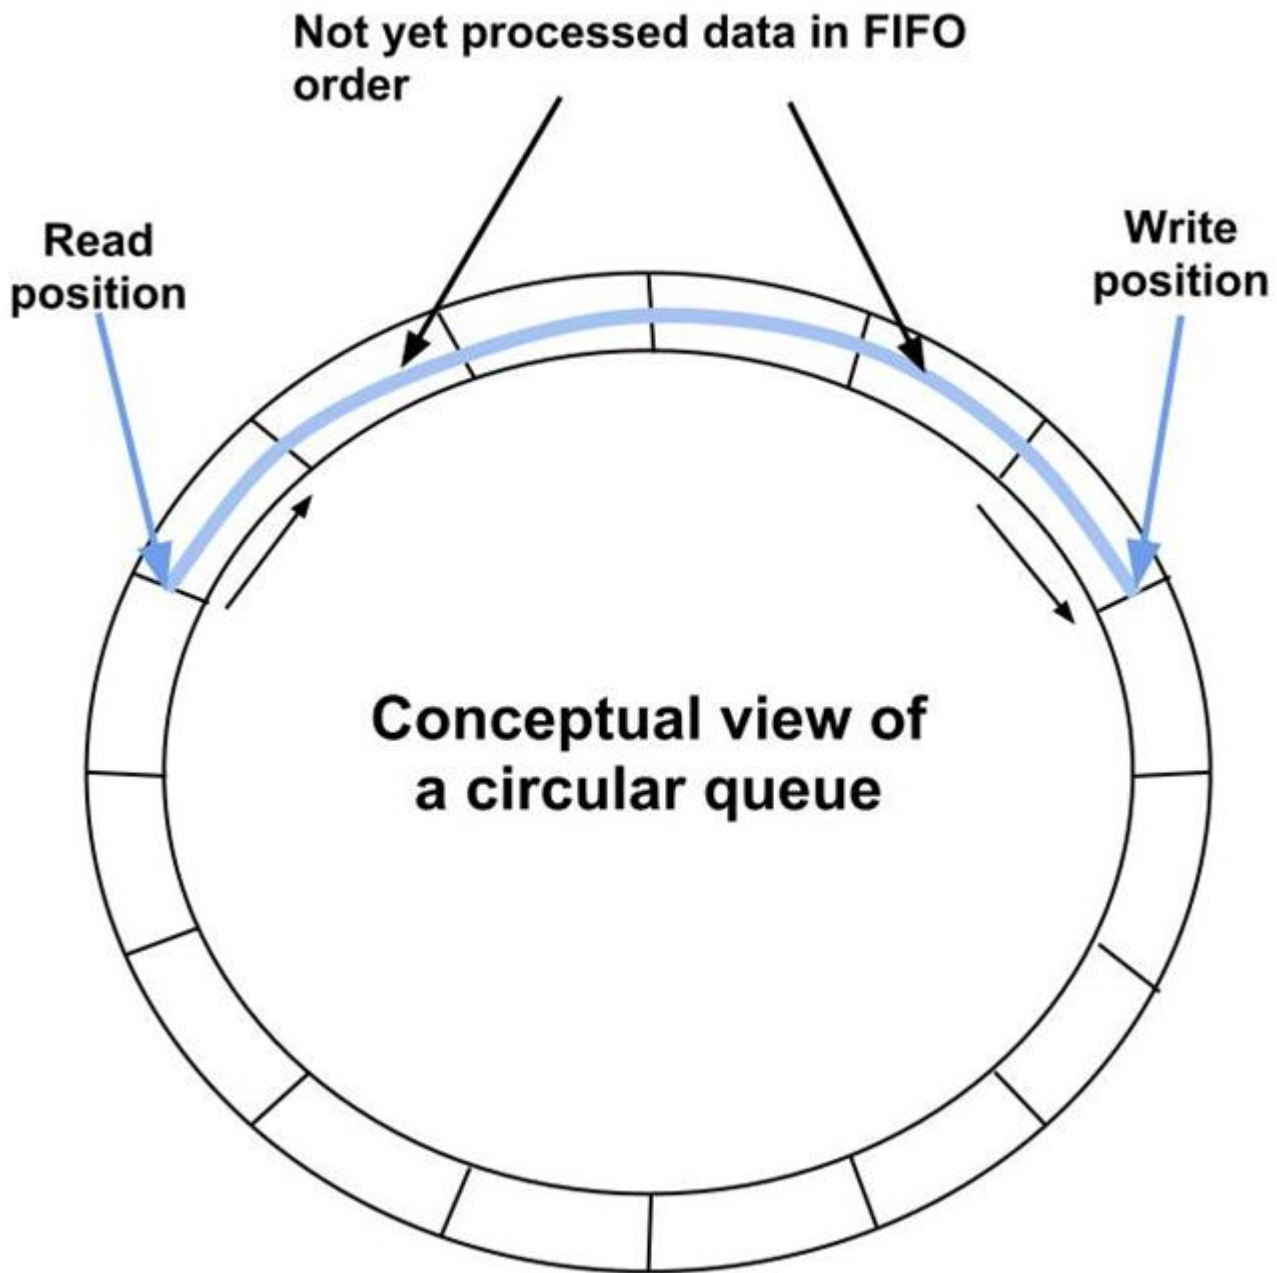 Not yet processed data in FIFO
order
Read
position
Write
position
Conceptual view of
a circular queue